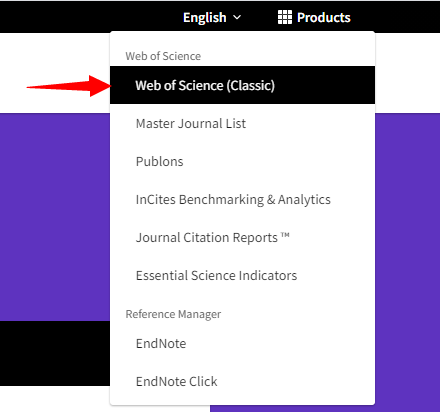 English
Products
Web of Science
Web of Science (Classic)
Master Journal List
Publons
InCites Benchmarking & Analytics
Journal Citation Reports ™
Essential Science Indicators
Reference Manager
EndNote
EndNote Click